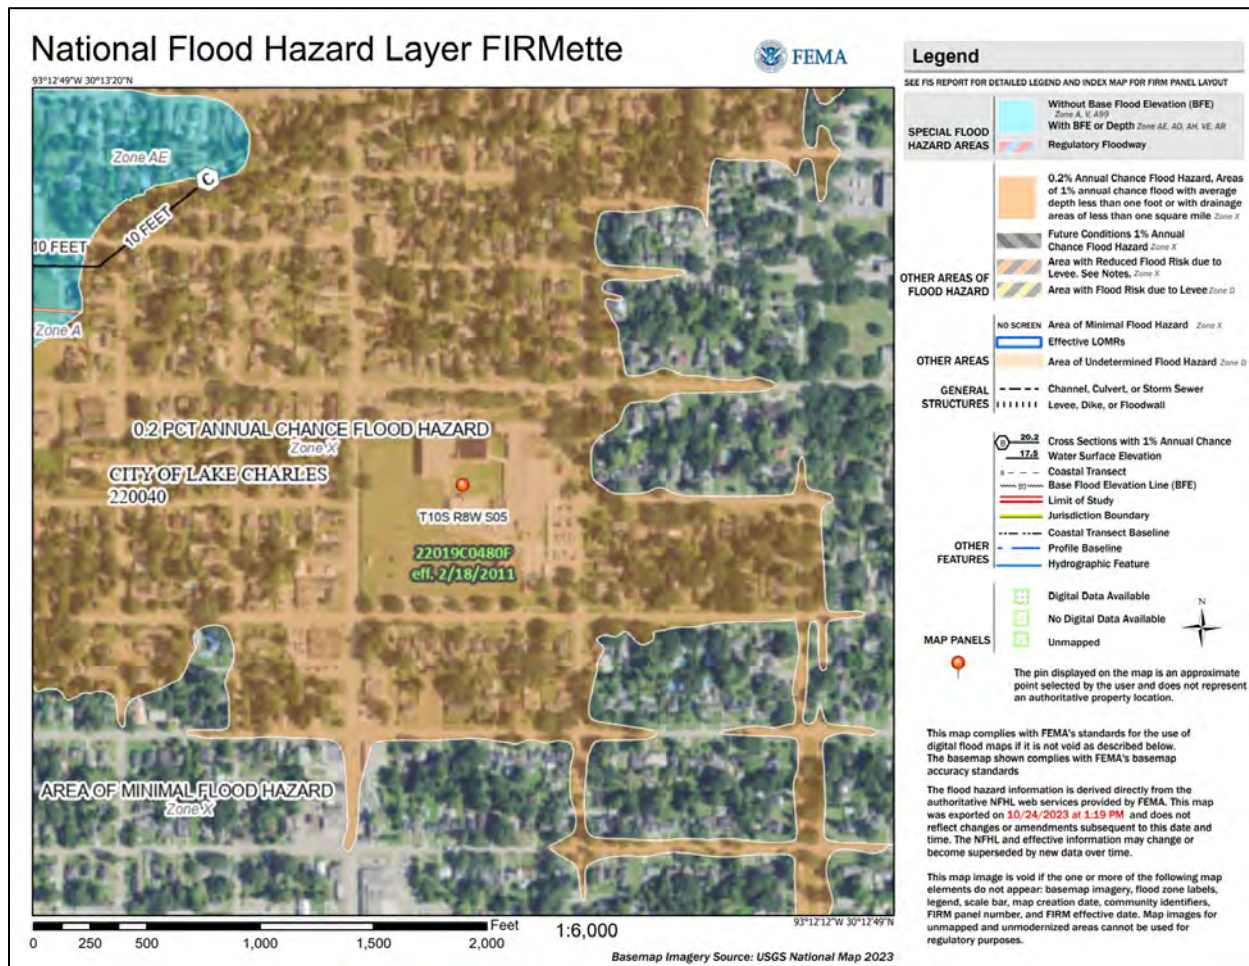 National Flood Hazard Layer FIRMette
FEMA
93°12'49"W 30°13'20"N
Zone AE
C
10 FEET
10 FEET
Zone A
0.2 PCT ANNUAL CHANCE FLOOD HAZARD
Zone X
CITY OF LAKE CHARLES
220040
T10S R8W S05
22019C0480F
eff. 2/18/2011
AREA OF MINIMAL FLOOD HAZARD
Zone X
93°12'12"W 30°12'49"N
Feet
1:6,000
0 250 500 1,000 1,500 2,000
Basemap Imagery Source: USGS National Map 2023
Legend
SEE FIS REPORT FOR DETAILED LEGEND AND INDEX MAP FOR FIRM PANEL LAYOUT
SPECIAL FLOOD
HAZARD AREAS
Without Base Flood Elevation (BFE)
Zone A, V, A99
With BFE or Depth Zone AE, AO, AH, VE, AR
Regulatory Floodway
OTHER AREAS OF
FLOOD HAZARD
0.2% Annual Chance Flood Hazard, Areas
of 1% annual chance flood with average
depth less than one foot or with drainage
areas of less than one square mile Zone X
Future Conditions 1% Annual
Chance Flood Hazard Zone X
Area with Reduced Flood Risk due to
Levee. See Notes. Zone X
Area with Flood Risk due to Levee Zone D
OTHER AREAS
NO SCREEN Area of Minimal Flood Hazard Zone X
Effective LOMRs
Area of Undetermined Flood Hazard Zone D
GENERAL
STRUCTURES
Channel, Culvert, or Storm Sewer
Levee, Dike, or Floodwall
OTHER
FEATURES
B 20.2 Cross Sections with 1% Annual Chance
17.5 Water Surface Elevation
8 Coastal Transect
513 Base Flood Elevation Line (BFE)
Limit of Study
Jurisdiction Boundary
Coastal Transect Baseline
Profile Baseline
Hydrographic Feature
MAP PANELS
Digital Data Available
No Digital Data Available
Unmapped
N
The pin displayed on the map is an approximate
point selected by the user and does not represent
an authoritative property location.
This map complies with FEMA's standards for the use of
digital flood maps if it is not void as described below.
The basemap shown complies with FEMA's basemap
accuracy standards
The flood hazard information is derived directly from the
authoritative NFHL web services provided by FEMA. This map
was exported on 10/24/2023 at 1:19 PM and does not
reflect changes or amendments subsequent to this date and
time. The NFHL and effective information may change or
become superseded by new data over time.
This map image is void if the one or more of the following map
elements do not appear: basemap imagery, flood zone labels,
legend, scale bar, map creation date, community identifiers,
FIRM panel number, and FIRM effective date. Map images for
unmapped and unmodernized areas cannot be used for
regulatory purposes.